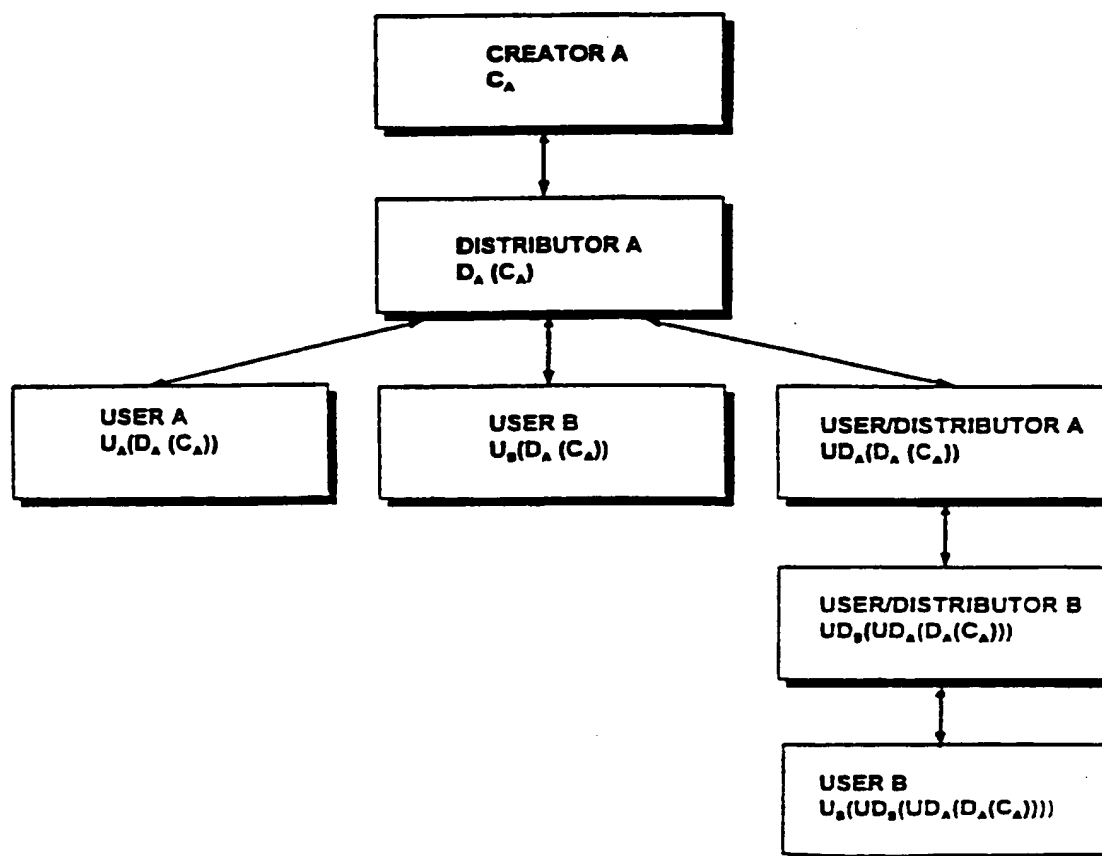 CREATOR A
C_A
DISTRIBUTOR A
D_A (C_A)
USER A
U_A(D_A (C_A))
USER B
U_B(D_A (C_A))
USER/DISTRIBUTOR A
UD_A(D_A (C_A))
USER/DISTRIBUTOR B
UD_B(UD_A(D_A(C_A)))
USER B
U_B(UD_B(UD_A(D_A(C_A))))